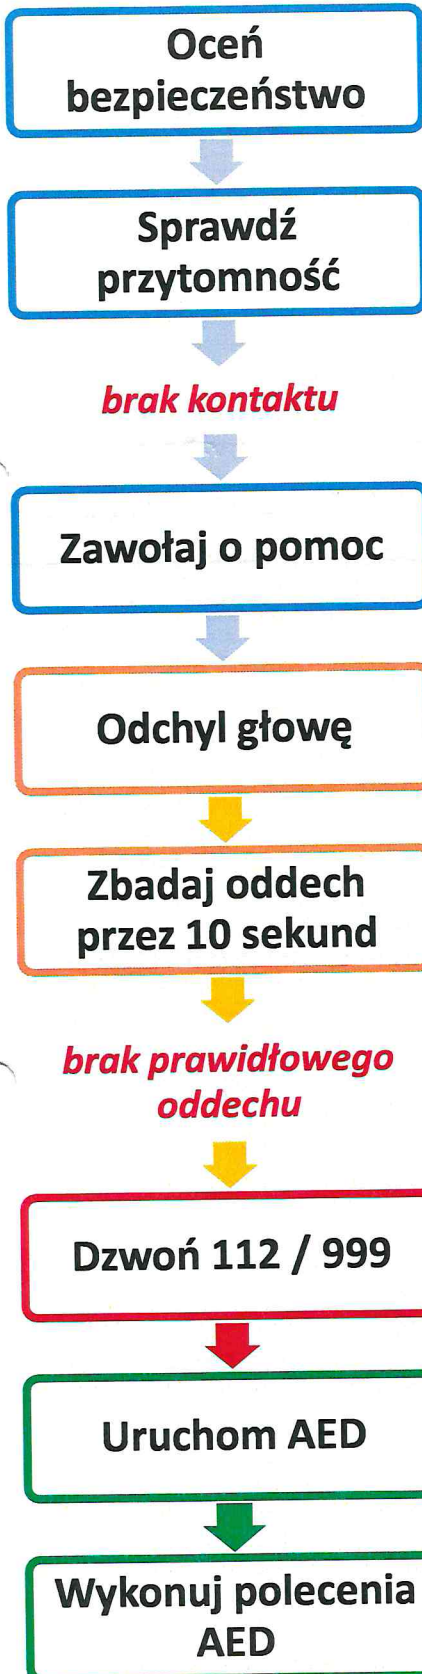 Oceń
bezpieczeństwo
Sprawdź
przytomność
brak kontaktu
Zawołaj o pomoc
Odchyl głowę
Zbadaj oddech
przez 10 sekund
brak prawidłowego
oddechu
Dzwoń 112 / 999
Uruchom AED
Wykonuj polecenia
AED